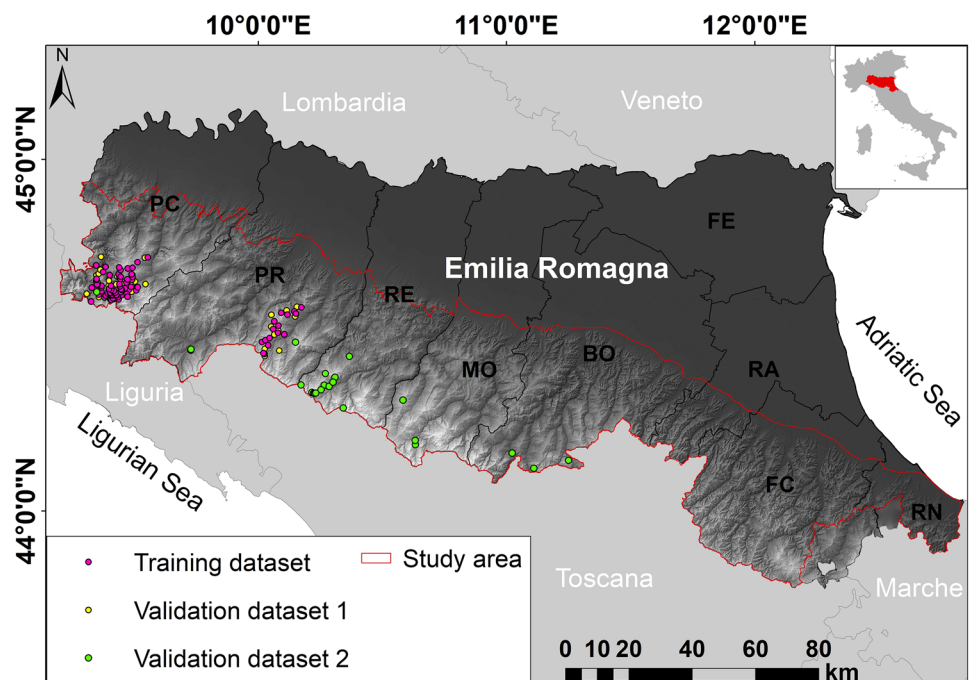 10°0'0"E 11°0'0"E 12°0'0"E
N
Lombardia
Veneto
45°0'0"N
PC
FE
PR
Emilia Romagna
RE
Adriatic Sea
MO
BO
RA
Liguria
Ligurian Sea
44°0'0"N
FC
RN
Training dataset
Study area
Toscana
Marche
Validation dataset 1
Validation dataset 2
0 10 20 40 60 80
km